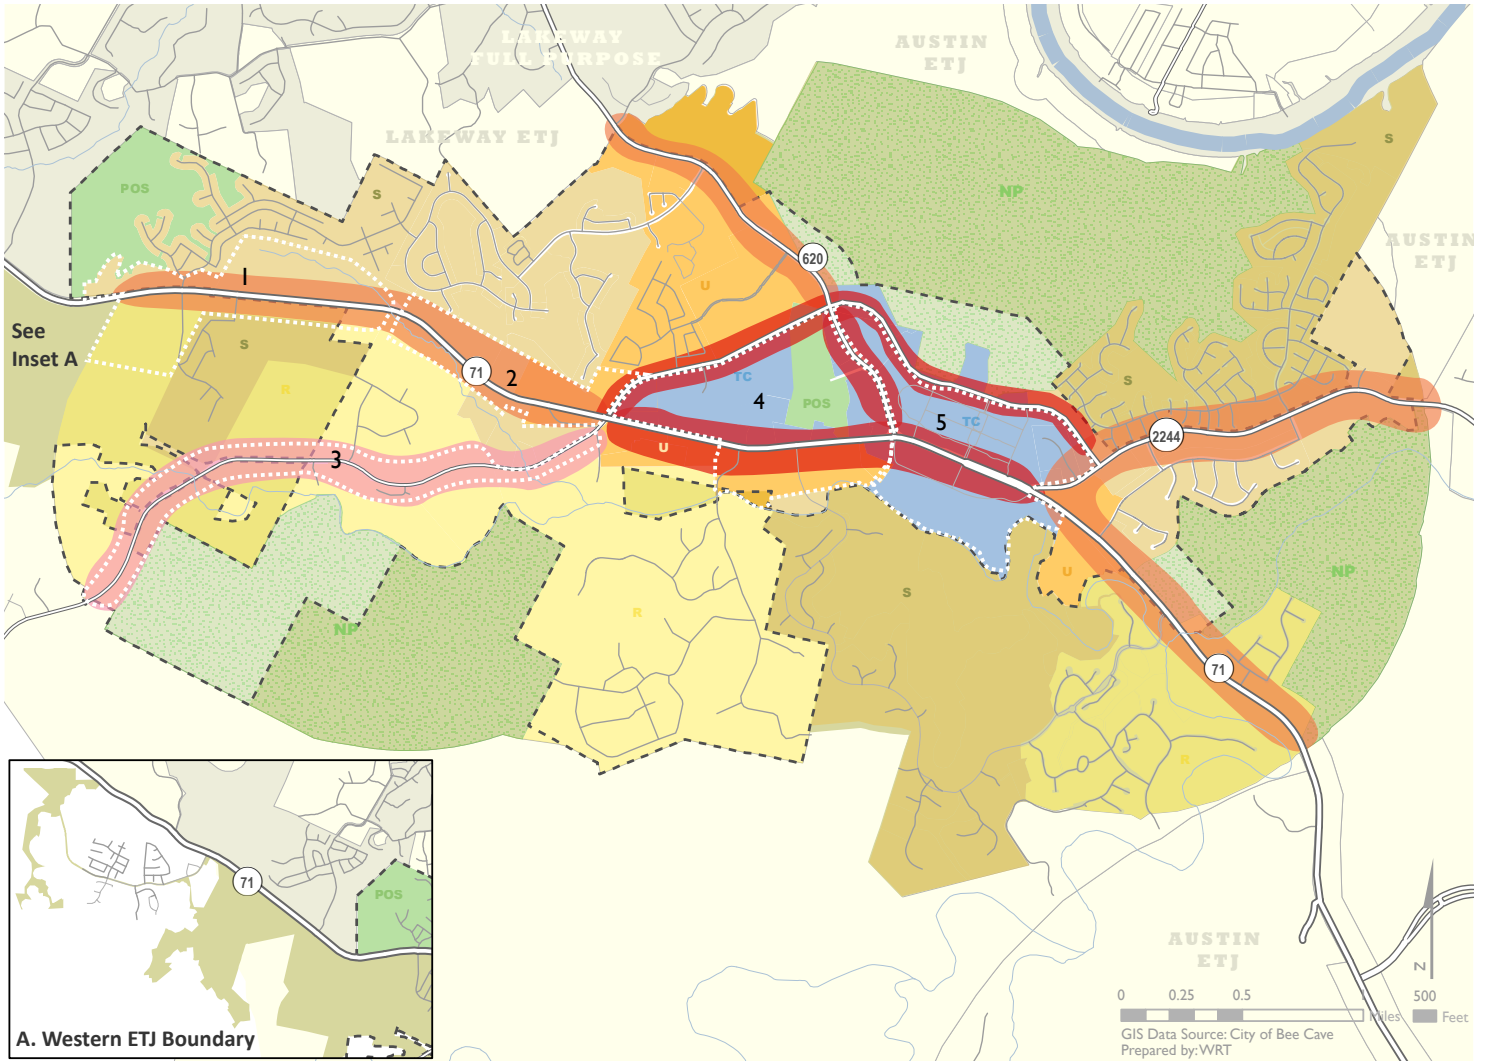 LAKEWAY
FULL PURPOSE
AUSTIN
ETJ
LAKEWAY ETJ
S
POS
S
NP
AUSTIN
ETJ
620
1
U
See
Inset A
S
71
2
R
TC
4
POS
5
TC
S
2244
U
3
NP
U
S
R
NP
71
R
71
POS
A. Western ETJ Boundary
AUSTIN
ETJ
N
0 0.25 0.5 1 500
Miles Feet
GIS Data Source: City of Bee Cave
Prepared by: WRT